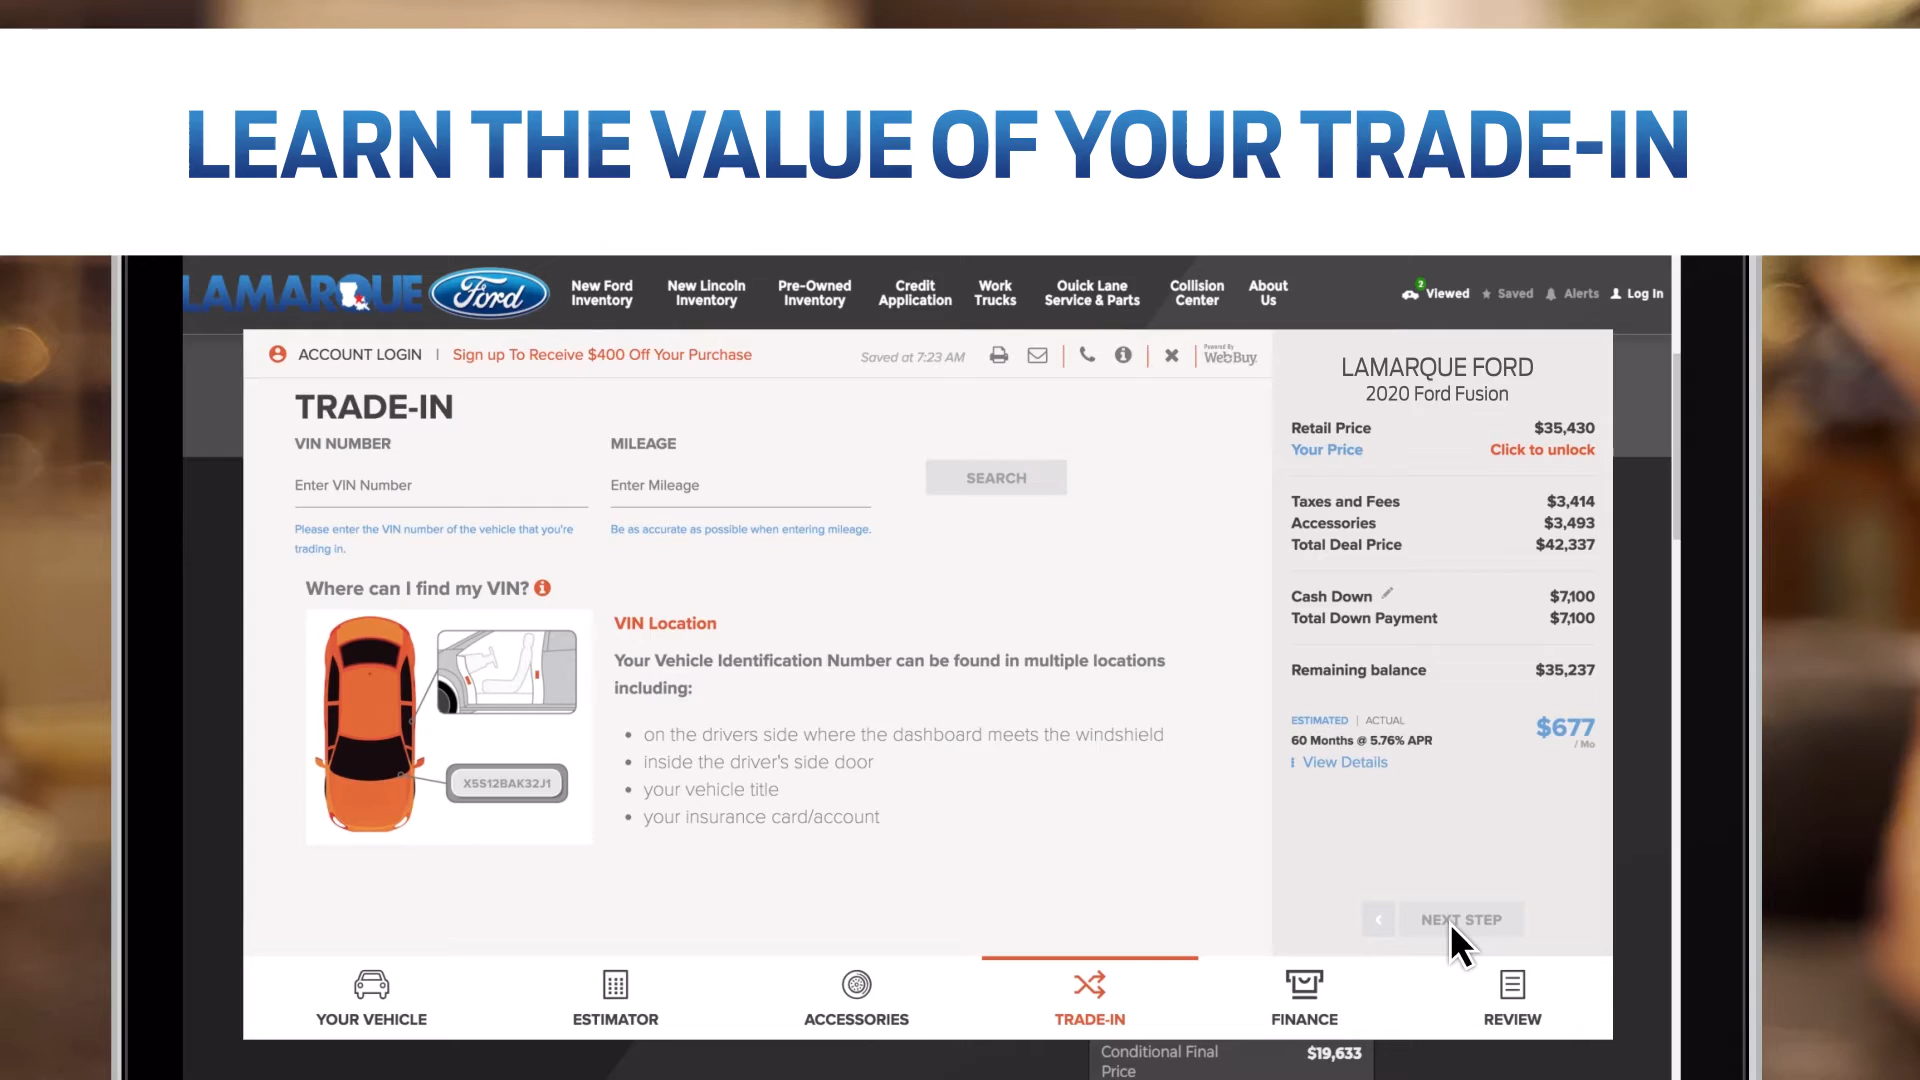 LEARN THE VALUE OF YOUR TRADE-IN
LAMARQUE Ford
New Ford Inventory
New Lincoln Inventory
Pre-Owned Inventory
Credit Application
Work Trucks
Quick Lane Service & Parts
Collision Center
About Us
2 Viewed
Saved
Alerts
Log In
ACCOUNT LOGIN | Sign up To Receive $400 Off Your Purchase
Saved at 7:23 AM
Powered By
WebBuy
TRADE-IN
VIN NUMBER
MILEAGE
Enter VIN Number
Enter Mileage
SEARCH
Please enter the VIN number of the vehicle that you're
trading in.
Be as accurate as possible when entering mileage.
Where can I find my VIN?
X5S12BAK32J1
VIN Location
Your Vehicle Identification Number can be found in multiple locations
including:
• on the drivers side where the dashboard meets the windshield
• inside the driver's side door
• your vehicle title
• your insurance card/account
LAMARQUE FORD
2020 Ford Fusion
Retail Price $35,430
Your Price Click to unlock
Taxes and Fees $3,414
Accessories $3,493
Total Deal Price $42,337
Cash Down $7,100
Total Down Payment $7,100
Remaining balance $35,237
ESTIMATED | ACTUAL
60 Months @ 5.76% APR
$677
/ Mo
View Details
NEXT STEP
YOUR VEHICLE
ESTIMATOR
ACCESSORIES
TRADE-IN
FINANCE
REVIEW
Conditional Final
Price
$19,633